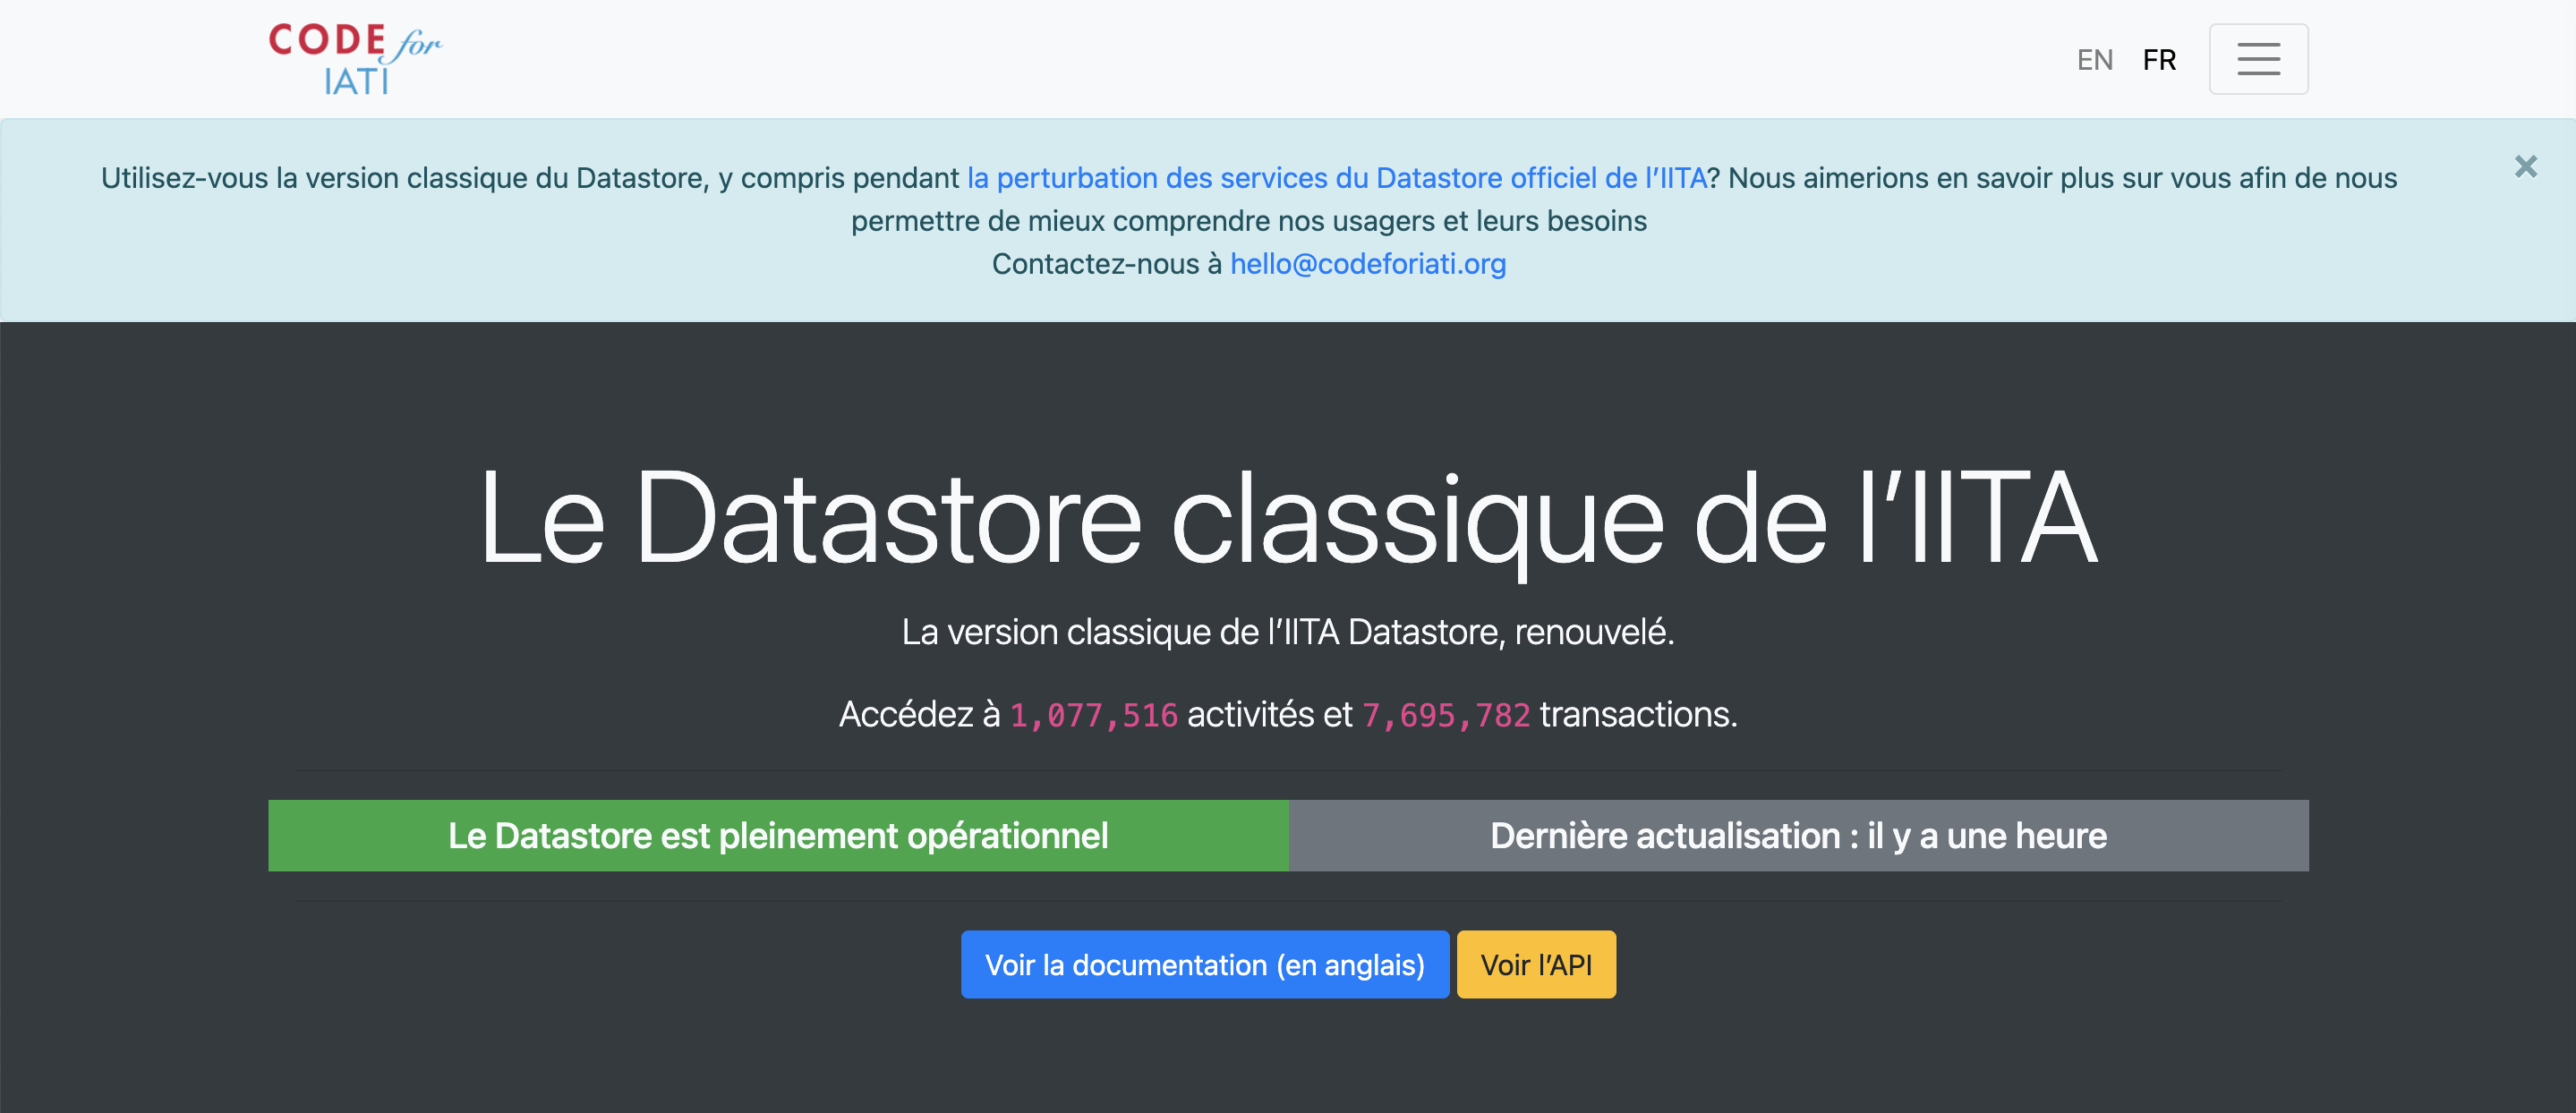 CODE for
IATI
EN FR
Utilisez-vous la version classique du Datastore, y compris pendant la perturbation des services du Datastore officiel de l’IITA? Nous aimerions en savoir plus sur vous afin de nous
permettre de mieux comprendre nos usagers et leurs besoins
Contactez-nous à hello@codeforiati.org
×
Le Datastore classique de l’IITA
La version classique de l’IITA Datastore, renouvelé.
Accédez à 1,077,516 activités et 7,695,782 transactions.
Le Datastore est pleinement opérationnel
Dernière actualisation : il y a une heure
Voir la documentation (en anglais)
Voir l’API